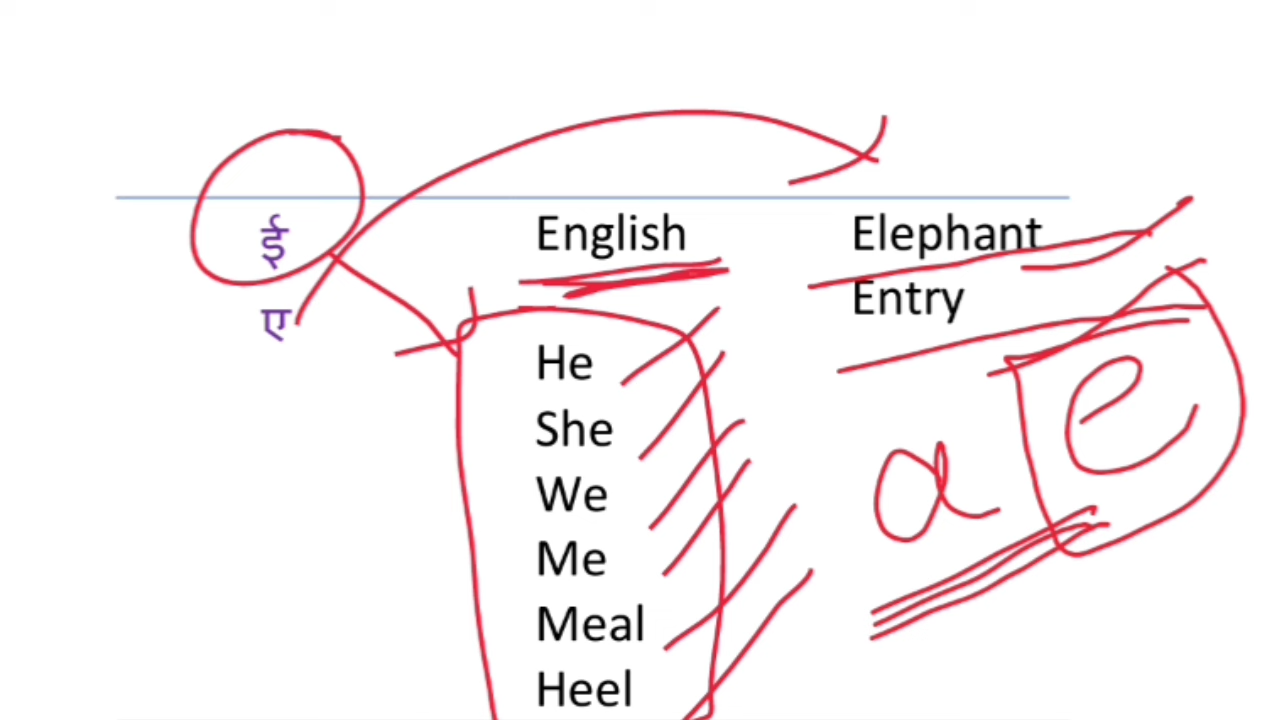 ई English Elephant
ए Entry
He
She
We
Me
Meal
Heel
a e